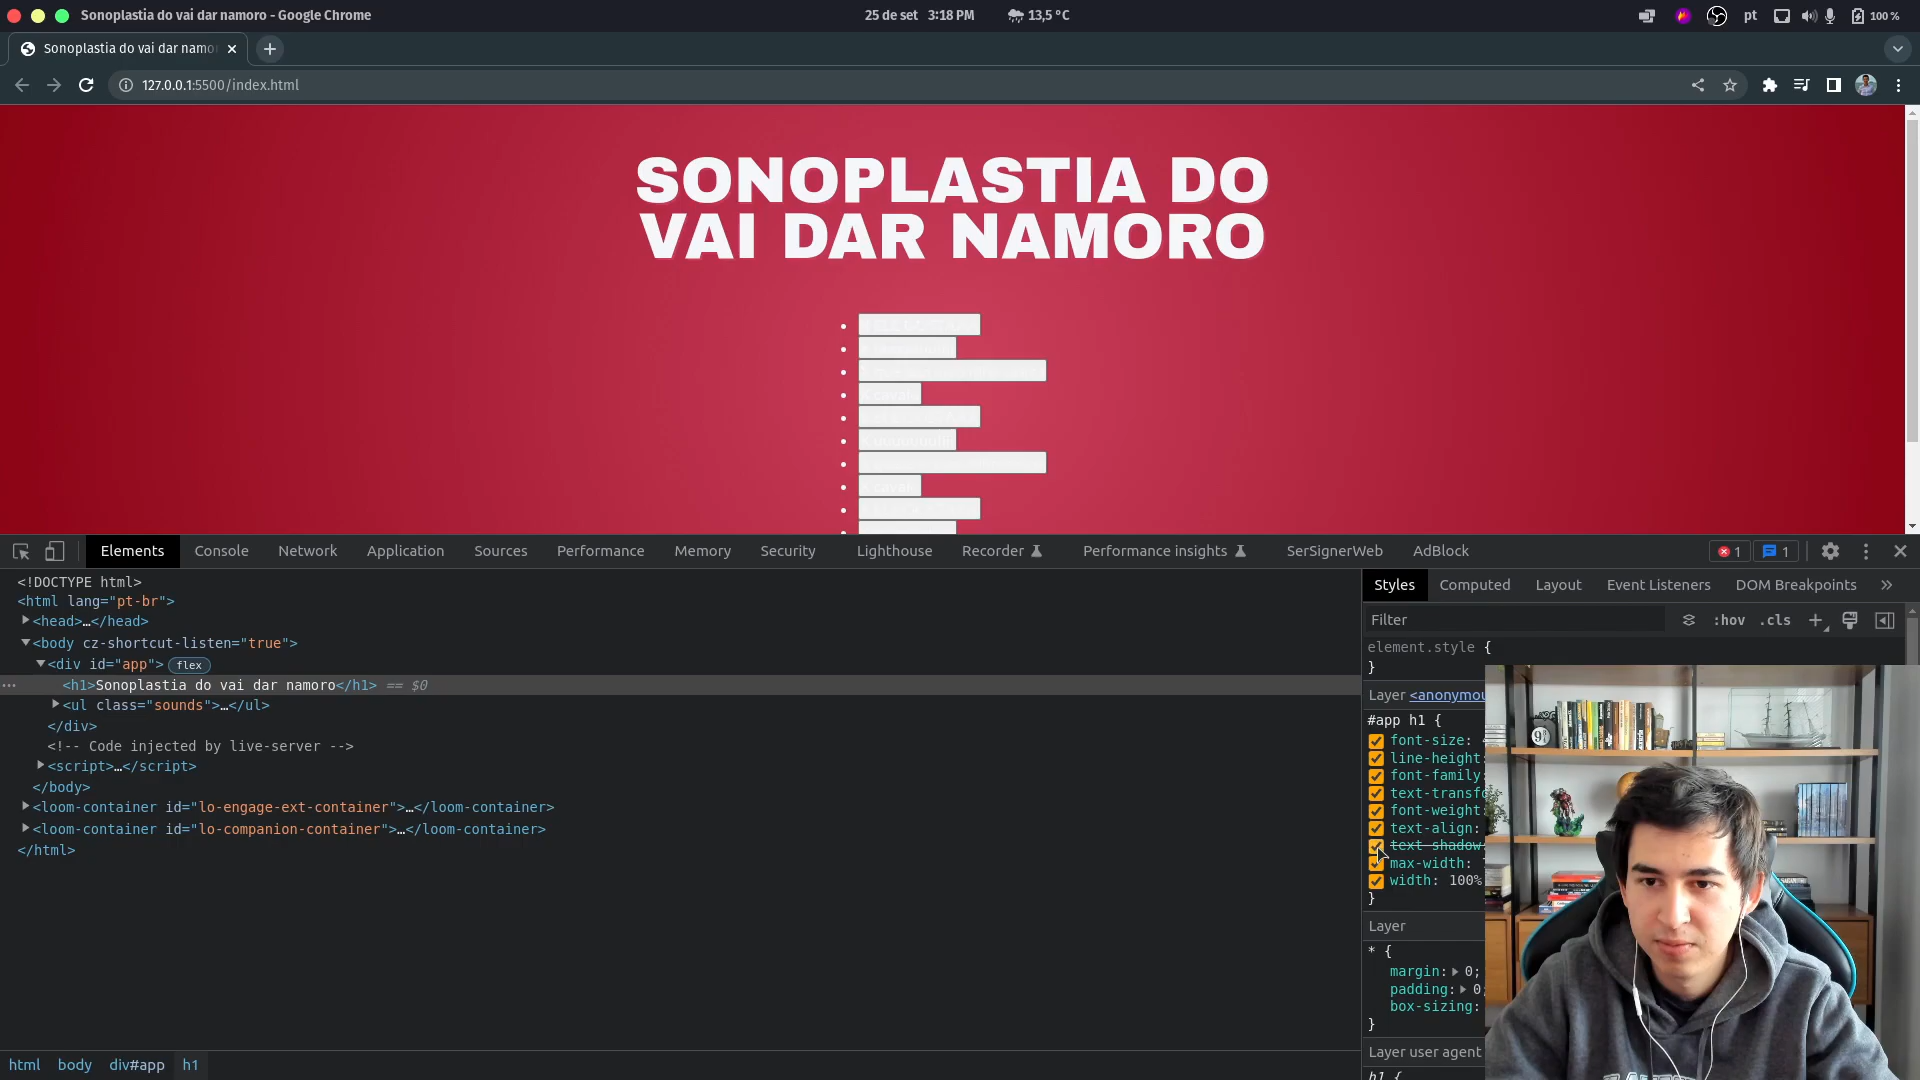 Sonoplastia do vai dar namoro - Google Chrome
25 de set 3:18 PM
13,5 °C
pt
100 %
Sonoplastia do vai dar namo
127.0.0.1:5500/index.html
SONOPLASTIA DO
VAI DAR NAMORO
Elements
Console
Network
Application
Sources
Performance
Memory
Security
Lighthouse
Recorder
Performance insights
SerSignerWeb
AdBlock
1
1
<!DOCTYPE html>
<html lang="pt-br">
<head>…</head>
<body cz-shortcut-listen="true">
<div id="app">
flex
<h1>Sonoplastia do vai dar namoro</h1> == $0
<ul class="sounds">…</ul>
</div>
<!-- Code injected by live-server -->
<script>…</script>
</body>
<loom-container id="lo-engage-ext-container">…</loom-container>
<loom-container id="lo-companion-container">…</loom-container>
</html>
Styles
Computed
Layout
Event Listeners
DOM Breakpoints
Filter
:hov
.cls
element.style {
}
Layer <anonymou
#app h1 {
font-size:
line-height:
font-family:
text-transfo
font-weight:
text-align:
text-shadow:
max-width:
width: 100%
}
Layer
* {
margin: 0;
padding: 0;
box-sizing:
}
Layer user agent
h1 {
html
body
div#app
h1